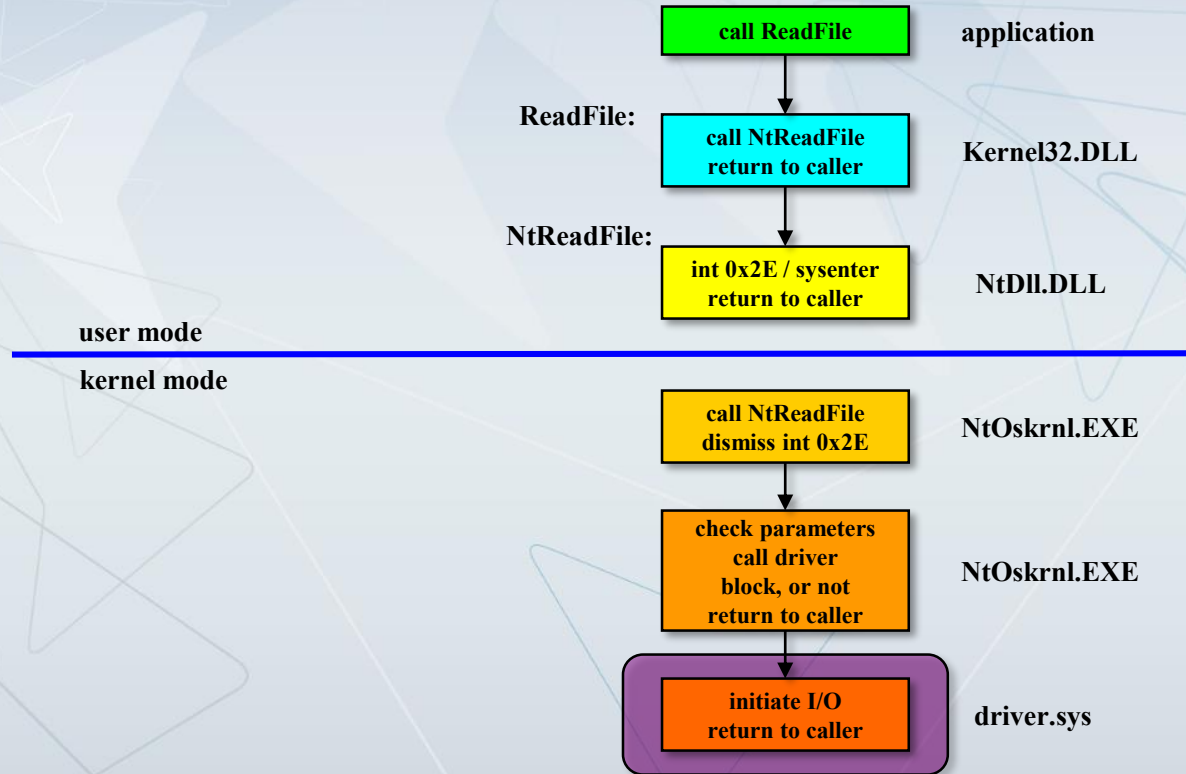 call ReadFile
application
ReadFile:
call NtReadFile
return to caller
Kernel32.DLL
NtReadFile:
int 0x2E / sysenter
return to caller
NtDll.DLL
user mode
kernel mode
call NtReadFile
dismiss int 0x2E
NtOskrnl.EXE
check parameters
call driver
block, or not
return to caller
NtOskrnl.EXE
initiate I/O
return to caller
driver.sys